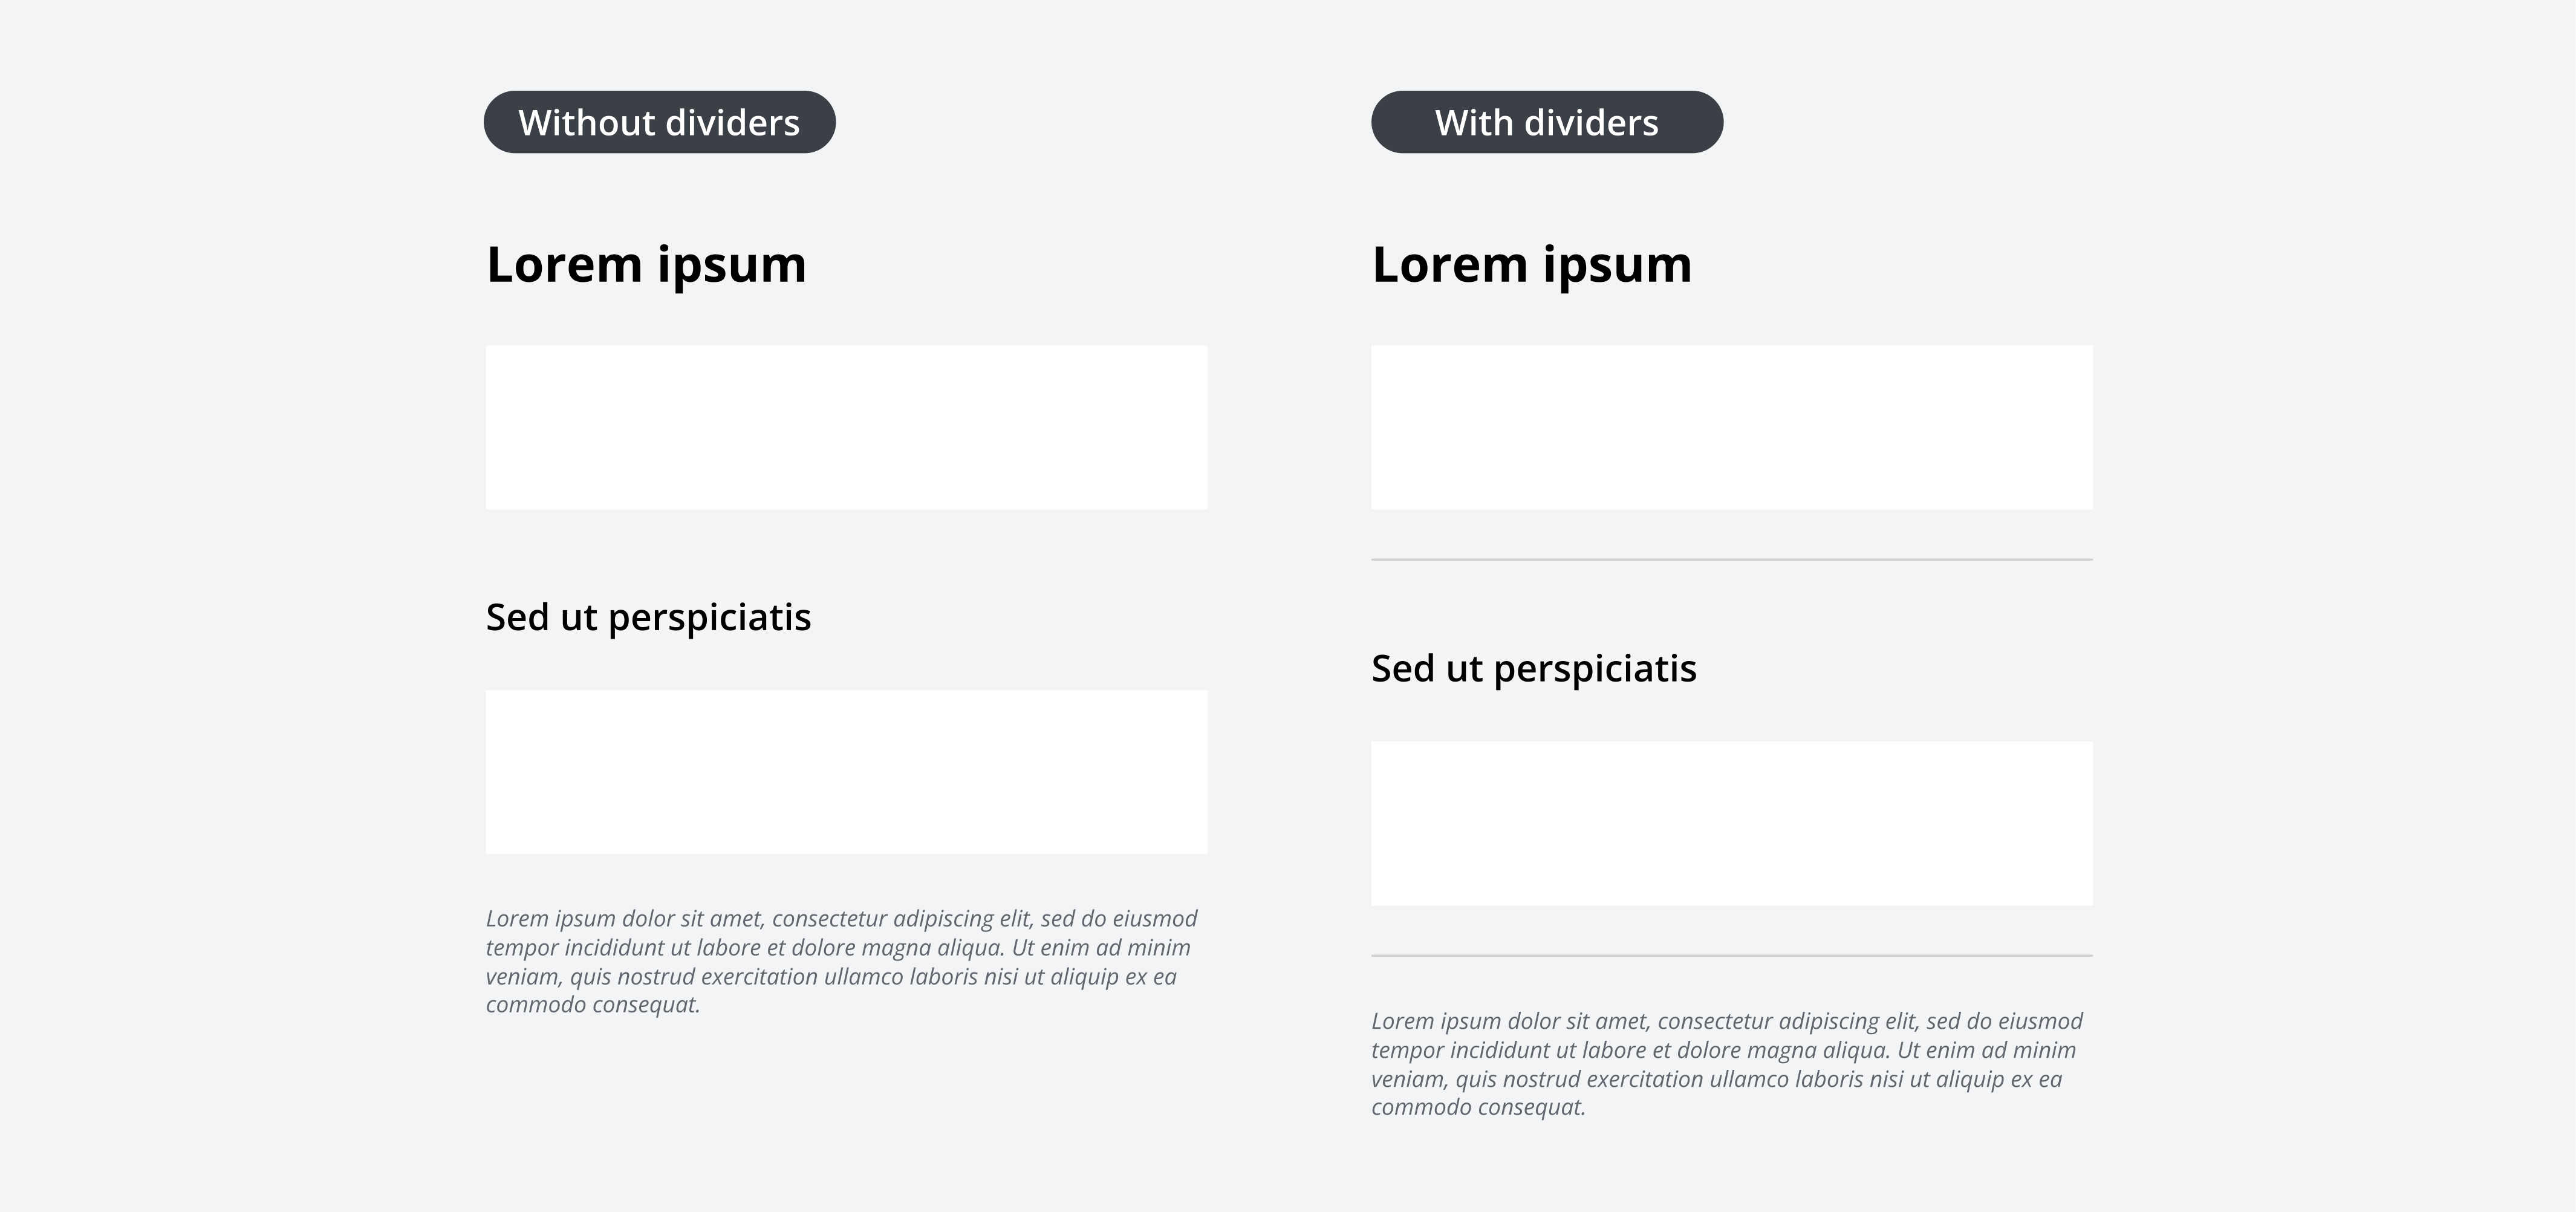 Without dividers
Lorem ipsum
Sed ut perspiciatis
Lorem ipsum dolor sit amet, consectetur adipiscing elit, sed do eiusmod
tempor incididunt ut labore et dolore magna aliqua. Ut enim ad minim
veniam, quis nostrud exercitation ullamco laboris nisi ut aliquip ex ea
commodo consequat.
With dividers
Lorem ipsum
Sed ut perspiciatis
Lorem ipsum dolor sit amet, consectetur adipiscing elit, sed do eiusmod
tempor incididunt ut labore et dolore magna aliqua. Ut enim ad minim
veniam, quis nostrud exercitation ullamco laboris nisi ut aliquip ex ea
commodo consequat.